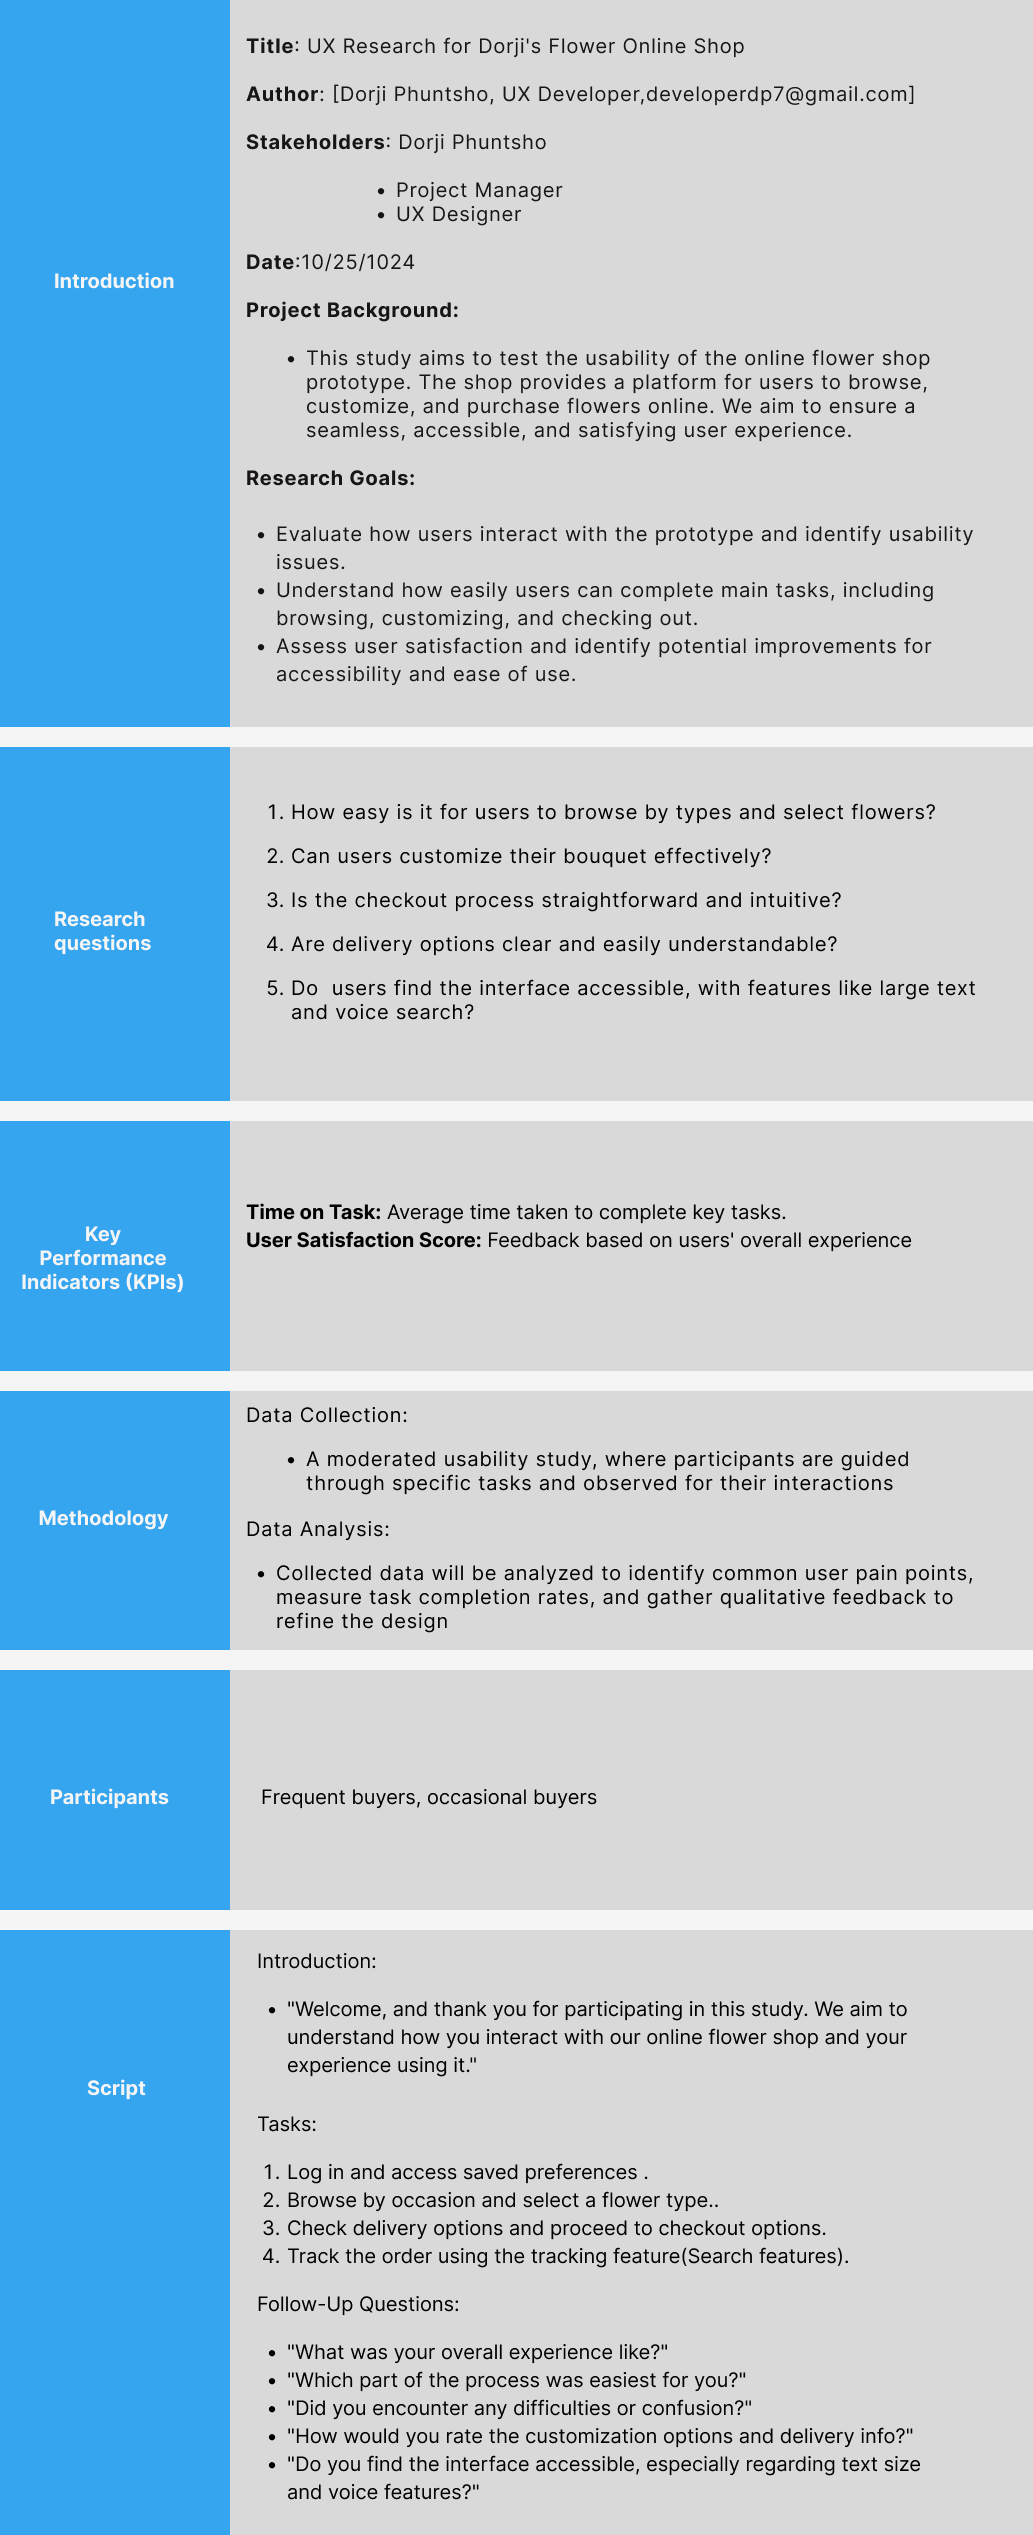 Introduction
Title: UX Research for Dorji's Flower Online Shop
Author: [Dorji Phuntsho, UX Developer,developerdp7@gmail.com]
Stakeholders: Dorji Phuntsho
• Project Manager
• UX Designer
Date:10/25/1024
Project Background:
• This study aims to test the usability of the online flower shop
prototype. The shop provides a platform for users to browse,
customize, and purchase flowers online. We aim to ensure a
seamless, accessible, and satisfying user experience.
Research Goals:
• Evaluate how users interact with the prototype and identify usability
issues.
• Understand how easily users can complete main tasks, including
browsing, customizing, and checking out.
• Assess user satisfaction and identify potential improvements for
accessibility and ease of use.
Research
questions
1. How easy is it for users to browse by types and select flowers?
2. Can users customize their bouquet effectively?
3. Is the checkout process straightforward and intuitive?
4. Are delivery options clear and easily understandable?
5. Do  users find the interface accessible, with features like large text
and voice search?
Key
Performance
Indicators (KPIs)
Time on Task: Average time taken to complete key tasks.
User Satisfaction Score: Feedback based on users' overall experience
Methodology
Data Collection:
• A moderated usability study, where participants are guided
through specific tasks and observed for their interactions
Data Analysis:
• Collected data will be analyzed to identify common user pain points,
measure task completion rates, and gather qualitative feedback to
refine the design
Participants
Frequent buyers, occasional buyers
Script
Introduction:
• "Welcome, and thank you for participating in this study. We aim to
understand how you interact with our online flower shop and your
experience using it."
Tasks:
1. Log in and access saved preferences .
2. Browse by occasion and select a flower type..
3. Check delivery options and proceed to checkout options.
4. Track the order using the tracking feature(Search features).
Follow-Up Questions:
• "What was your overall experience like?"
• "Which part of the process was easiest for you?"
• "Did you encounter any difficulties or confusion?"
• "How would you rate the customization options and delivery info?"
• "Do you find the interface accessible, especially regarding text size
and voice features?"